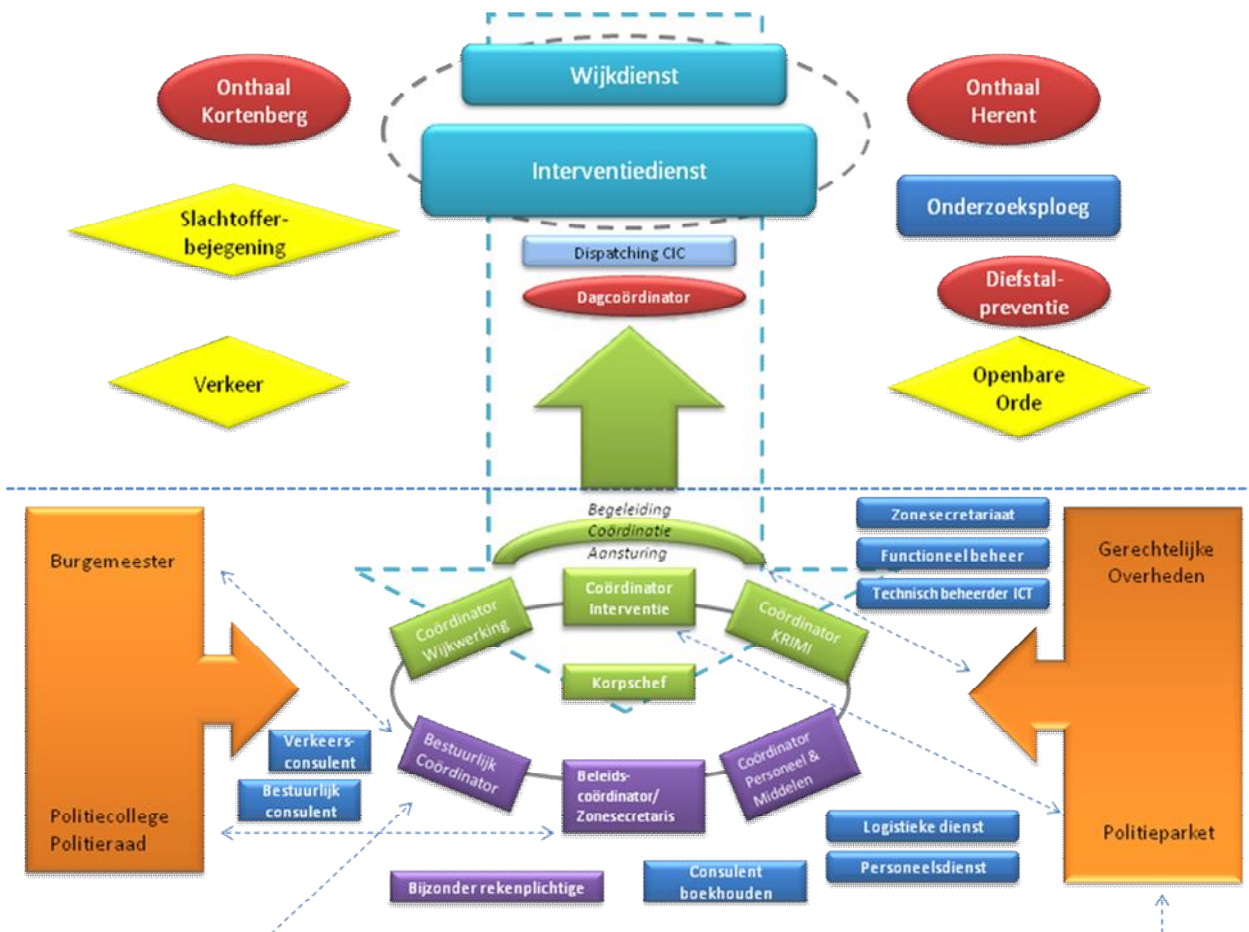 Wijkdienst
Onthaal
Kortenberg
Onthaal
Herent
Interventiedienst
Slachtoffer-
bejegening
Onderzoeksploeg
Dispatching CIC
Dagcoördinator
Diefstal-
preventie
Verkeer
Openbare
Orde
Begeleiding
Coördinatie
Aansturing
Zonesecretariaat
Functioneel beheer
Technisch beheerder ICT
Burgemeester
Gerechtelijke
Overheden
Coördinator
Wijkwerking
Coördinator
Interventie
Coördinator
KRIMI
Korpschef
Verkeers-
consulent
Bestuurlijk
consulent
Bestuurlijk
Coördinator
Beleids-
coördinator/
Zonesecretaris
Coördinator
Personeel &
Middelen
Politiecollege
Politieraad
Logistieke dienst
Politieparket
Personeelsdienst
Consulent
boekhouden
Bijzonder rekenplichtige